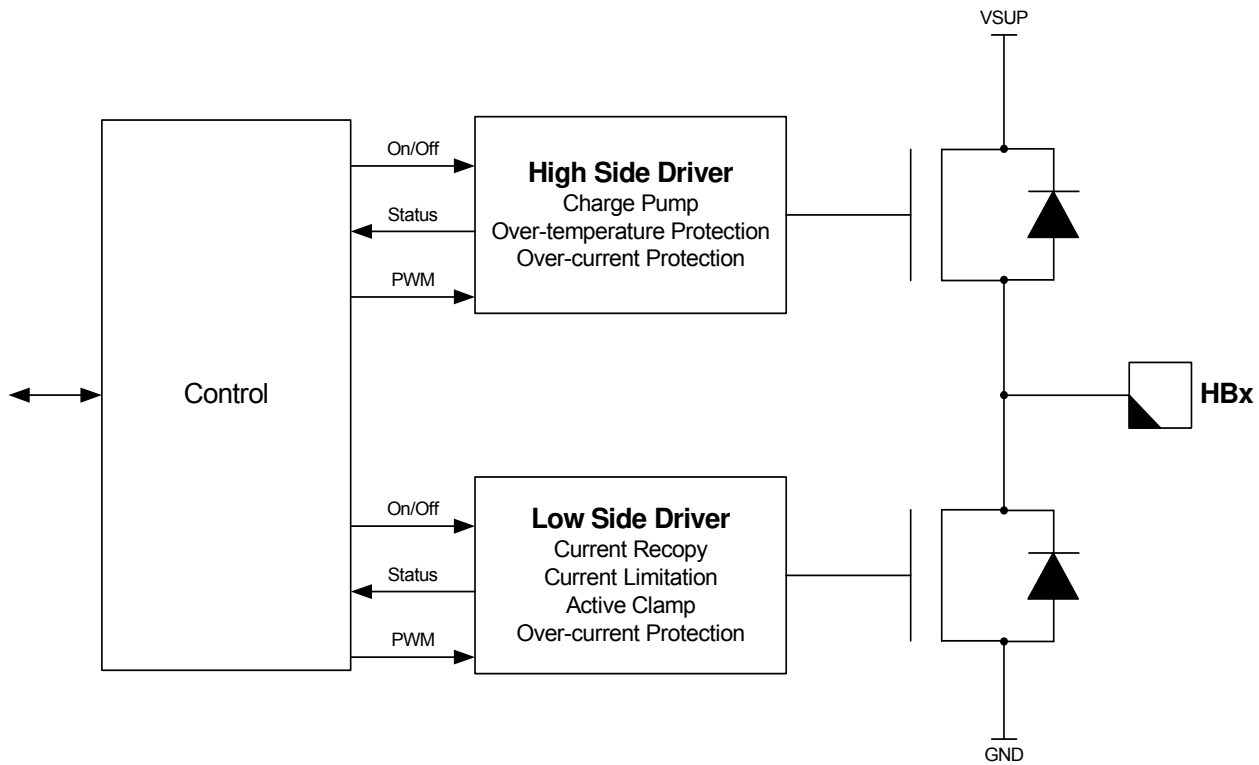 VSUP
Control
On/Off
Status
PWM
High Side Driver
Charge Pump
Over-temperature Protection
Over-current Protection
HBx
On/Off
Status
PWM
Low Side Driver
Current Recopy
Current Limitation
Active Clamp
Over-current Protection
GND